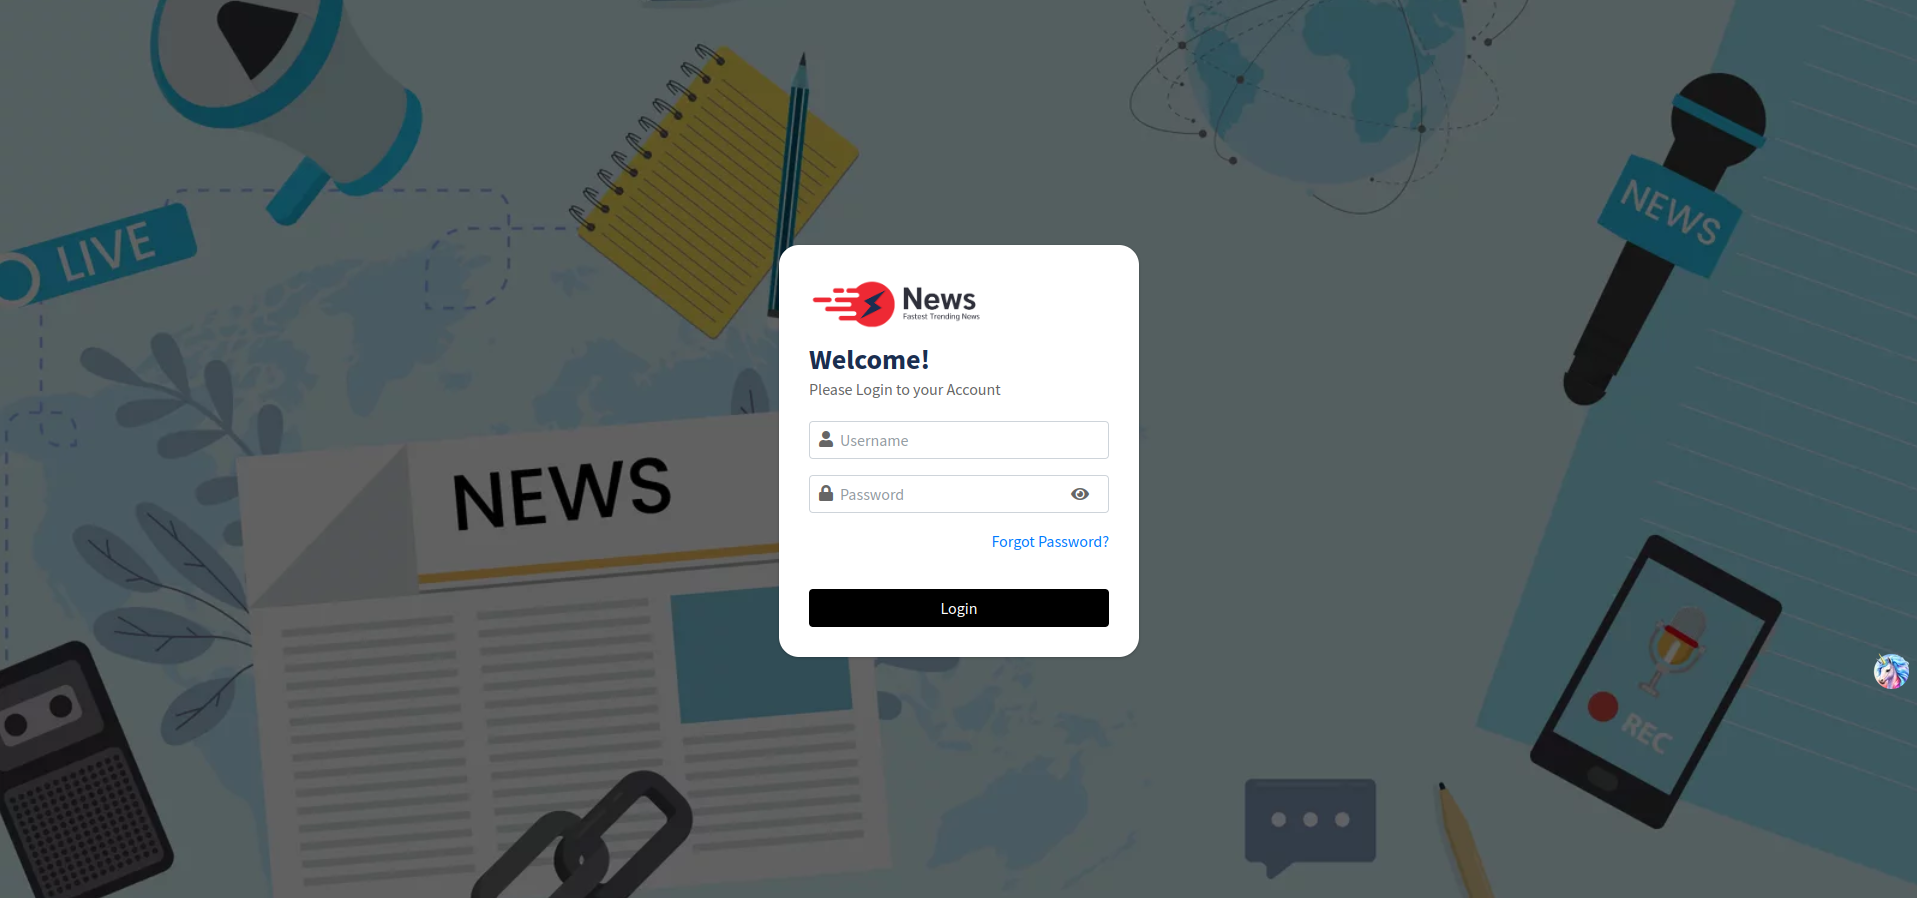 LIVE
NEWS
News
Fastest Trending News
Welcome!
Please Login to your Account
Username
Password
Forgot Password?
Login
NEWS
REC